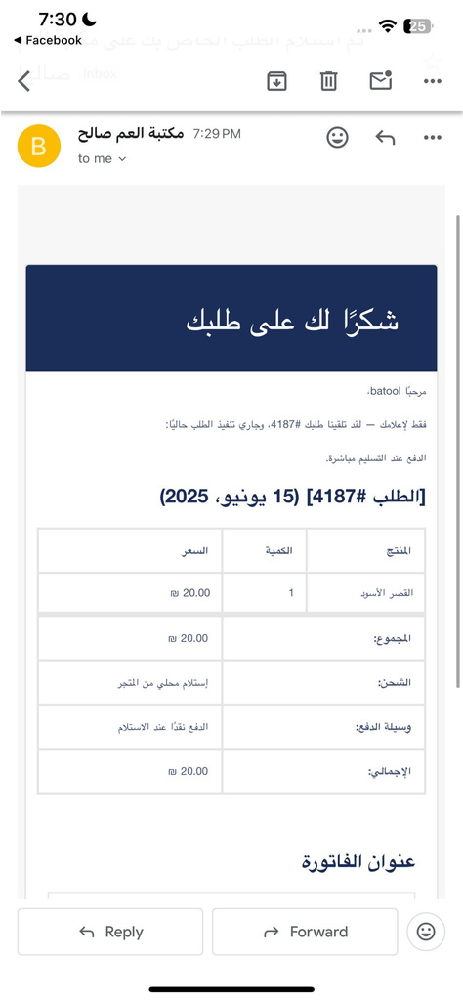 7:30
25
Facebook
تم استلام الطلب الخاص بك على
صالح
Inbox
B
مكتبة العم صالح 7:29 PM
to me
شكرًا لك على طلبك
مرحبًا batool،
فقط لإعلامك — لقد تلقينا طلبك #4187، وجاري تنفيذ الطلب حاليًا:
الدفع عند التسليم مباشرة.
[الطلب #4187] (15 يونيو، 2025)
المنتج الكمية السعر
القصر الأسود 1 20.00 ₪
المجموع: 20.00 ₪
الشحن: إستلام محلي من المتجر
وسيلة الدفع: الدفع نقدًا عند الاستلام
الإجمالي: 20.00 ₪
عنوان الفاتورة
Reply
Forward